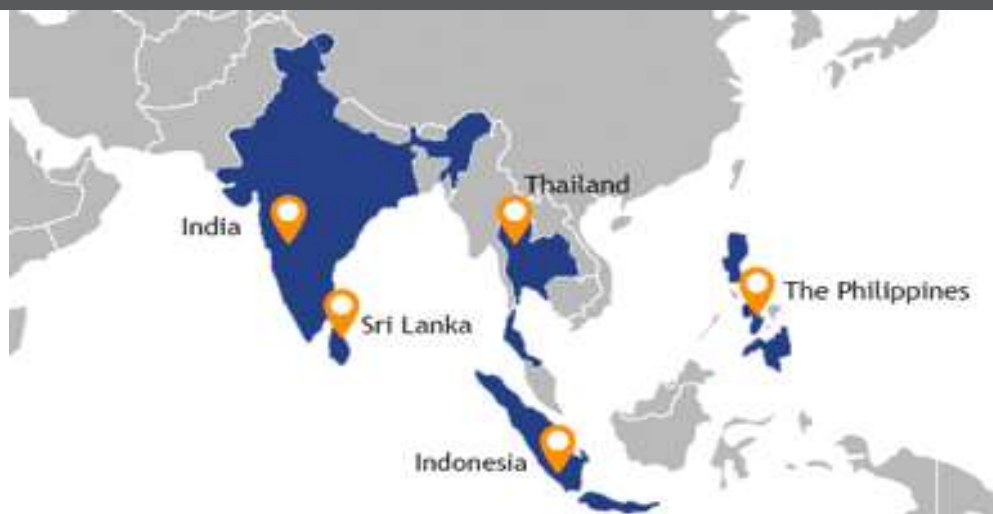 Thailand
India
The Philippines
Sri Lanka
Indonesia